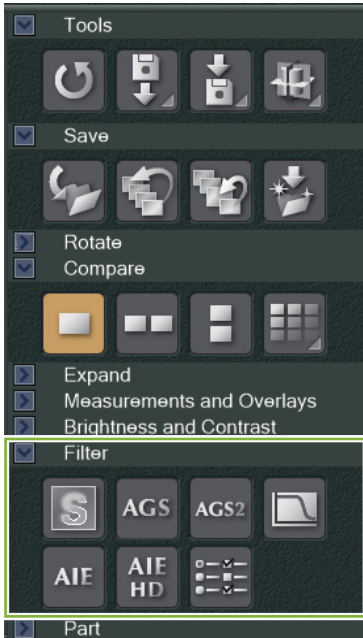 Tools
Save
Rotate
Compare
Expand
Measurements and Overlays
Brightness and Contrast
Filter
S AGS AGS2
AIE AIE HD
Part